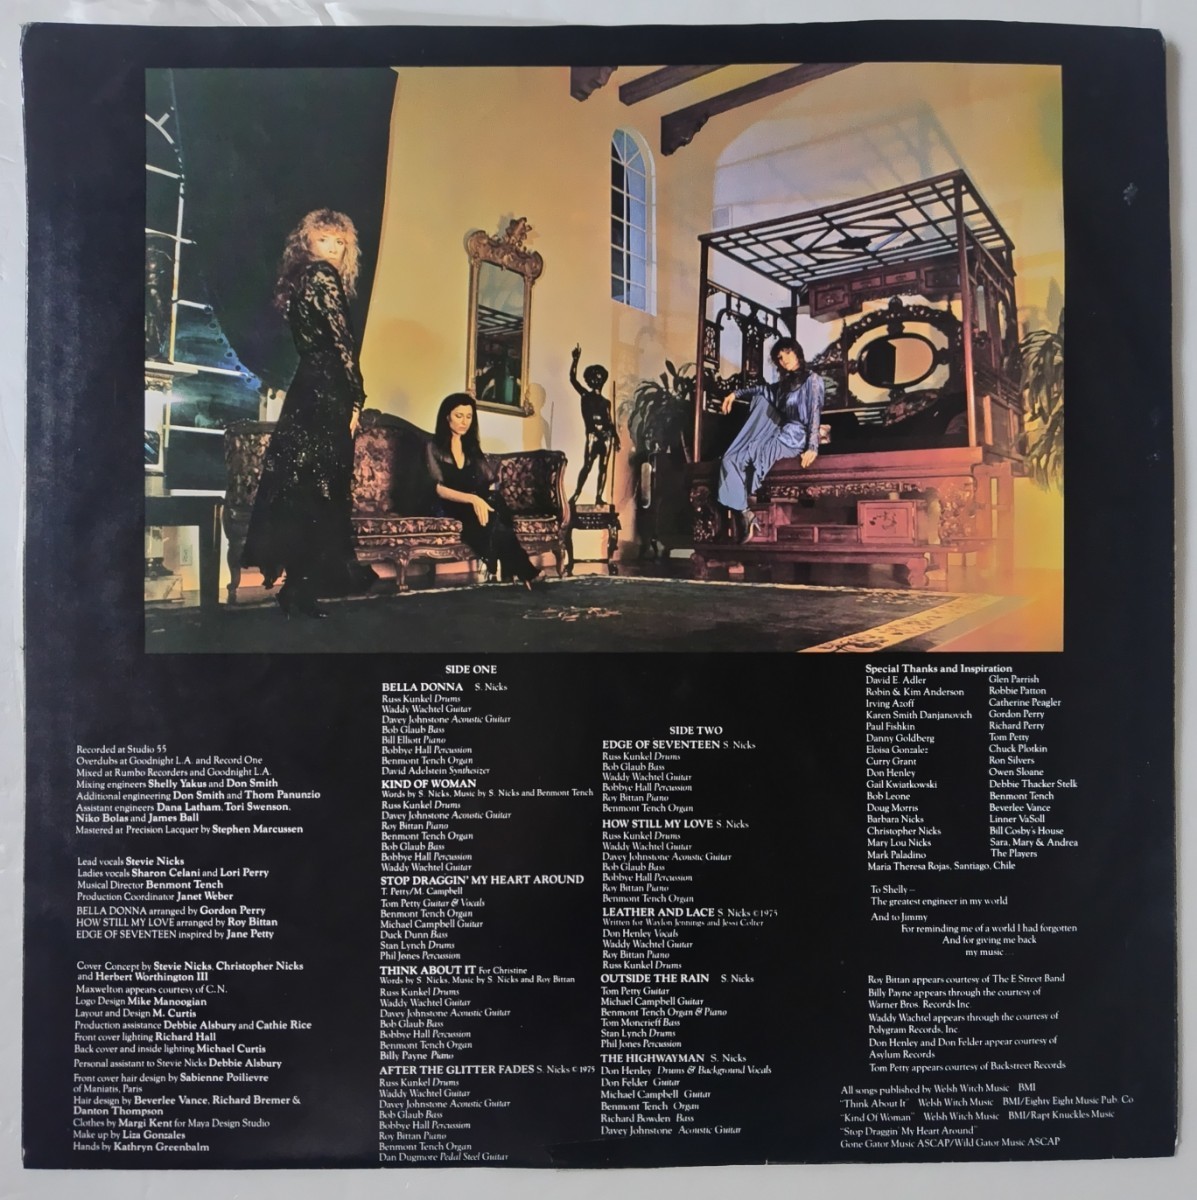 Recorded at Studio 55
Overdubs at Goodnight L.A. and Record One
Mixed at Rumbo Recorders and Goodnight L.A.
Mixing engineers Shelly Yakus and Don Smith
Additional engineering Don Smith and Thom Panunzio
Assistant engineers Dana Latham, Tori Swenson,
Niko Bolas and James Ball
Mastered at Precision Lacquer by Stephen Marcussen
Lead vocals Stevie Nicks
Ladies vocals Sharon Celani and Lori Perry
Musical Director Benmont Tench
Production Coordinator Janet Weber
BELLA DONNA arranged by Gordon Perry
HOW STILL MY LOVE arranged by Roy Bittan
EDGE OF SEVENTEEN inspired by Jane Petty
Cover Concept by Stevie Nicks, Christopher Nicks
and Herbert Worthington III
Maxwelton appears courtesy of C.N.
Logo Design Mike Manoogian
Layout and Design M. Curtis
Production assistance Debbie Alsbury and Cathie Rice
Front cover lighting Richard Hall
Back cover and inside lighting Michael Curtis
Personal assistant to Stevie Nicks Debbie Alsbury
Front cover hair design by Sabienne Poilievre
of Maniatis, Paris
Hair design by Beverlee Vance, Richard Bremer &
Danton Thompson
Clothes by Margi Kent for Maya Design Studio
Make up by Liza Gonzales
Hands by Kathryn Greenbalm
SIDE ONE
BELLA DONNA S. Nicks
Russ Kunkel Drums
Waddy Wachtel Guitar
Davey Johnstone Acoustic Guitar
Bob Glaub Bass
Bill Elliott Piano
Bobbye Hall Percussion
Benmont Tench Organ
David Adelstein Synthesizer
KIND OF WOMAN
Words by S. Nicks, Music by S. Nicks and Benmont Tench
Russ Kunkel Drums
Davey Johnstone Acoustic Guitar
Roy Bittan Piano
Benmont Tench Organ
Bob Glaub Bass
Bobbye Hall Percussion
Waddy Wachtel Guitar
STOP DRAGGIN' MY HEART AROUND
T. Petty/M. Campbell
Tom Petty Guitar & Vocals
Benmont Tench Organ
Michael Campbell Guitar
Duck Dunn Bass
Stan Lynch Drums
Phil Jones Percussion
THINK ABOUT IT For Christine
Words by S. Nicks, Music by S. Nicks and Roy Bittan
Russ Kunkel Drums
Waddy Wachtel Guitar
Davey Johnstone Acoustic Guitar
Bob Glaub Bass
Bobbye Hall Percussion
Benmont Tench Organ
Billy Payne Piano
AFTER THE GLITTER FADES S. Nicks © 1975
Russ Kunkel Drums
Waddy Wachtel Guitar
Davey Johnstone Acoustic Guitar
Bob Glaub Bass
Bobbye Hall Percussion
Roy Bittan Piano
Benmont Tench Organ
Dan Dugmore Pedal Steel Guitar
SIDE TWO
EDGE OF SEVENTEEN S. Nicks
Russ Kunkel Drums
Bob Glaub Bass
Waddy Wachtel Guitar
Bobbye Hall Percussion
Roy Bittan Piano
Benmont Tench Organ
HOW STILL MY LOVE S. Nicks
Russ Kunkel Drums
Waddy Wachtel Guitar
Davey Johnstone Acoustic Guitar
Bob Glaub Bass
Bobbye Hall Percussion
Roy Bittan Piano
Benmont Tench Organ
LEATHER AND LACE S. Nicks © 1975
Written for Waylon Jennings and Jessi Colter
Don Henley Vocals
Waddy Wachtel Guitar
Roy Bittan Piano
Russ Kunkel Drums
OUTSIDE THE RAIN S. Nicks
Tom Petty Guitar
Michael Campbell Guitar
Benmont Tench Organ & Piano
Tom Moncrieff Bass
Stan Lynch Drums
Phil Jones Percussion
THE HIGHWAYMAN S. Nicks
Don Henley Drums & Background Vocals
Don Felder Guitar
Michael Campbell Guitar
Benmont Tench Organ
Richard Bowden Bass
Davey Johnstone Acoustic Guitar
Special Thanks and Inspiration
David E. Adler
Robin & Kim Anderson
Irving Azoff
Karen Smith Danjanovich
Paul Fishkin
Danny Goldberg
Eloisa Gonzalez
Curry Grant
Don Henley
Gail Kwiatkowski
Bob Leone
Doug Morris
Barbara Nicks
Christopher Nicks
Mary Lou Nicks
Mark Paladino
Maria Theresa Rojas, Santiago, Chile
Glen Parrish
Robbie Patton
Catherine Peagler
Gordon Perry
Richard Perry
Tom Petty
Chuck Plotkin
Ron Silvers
Owen Sloane
Debbie Thacker Stelk
Benmont Tench
Beverlee Vance
Linner VaSoll
Bill Cosby's House
Sara, Mary & Andrea
The Players
To Shelly —
The greatest engineer in my world
And to Jimmy
For reminding me of a world I had forgotten
And for giving me back
my music...
Roy Bittan appears courtesy of The E Street Band
Billy Payne appears through the courtesy of
Warner Bros. Records Inc.
Waddy Wachtel appears through the courtesy of
Polygram Records, Inc.
Don Henley and Don Felder appear courtesy of
Asylum Records
Tom Petty appears courtesy of Backstreet Records
All songs published by Welsh Witch Music BMI
"Think About It" Welsh Witch Music BMI/Eighty Eight Music Pub. Co
"Kind Of Woman" Welsh Witch Music BMI/Rapt Knuckles Music
"Stop Draggin' My Heart Around"
Gone Gator Music ASCAP/Wild Gator Music ASCAP